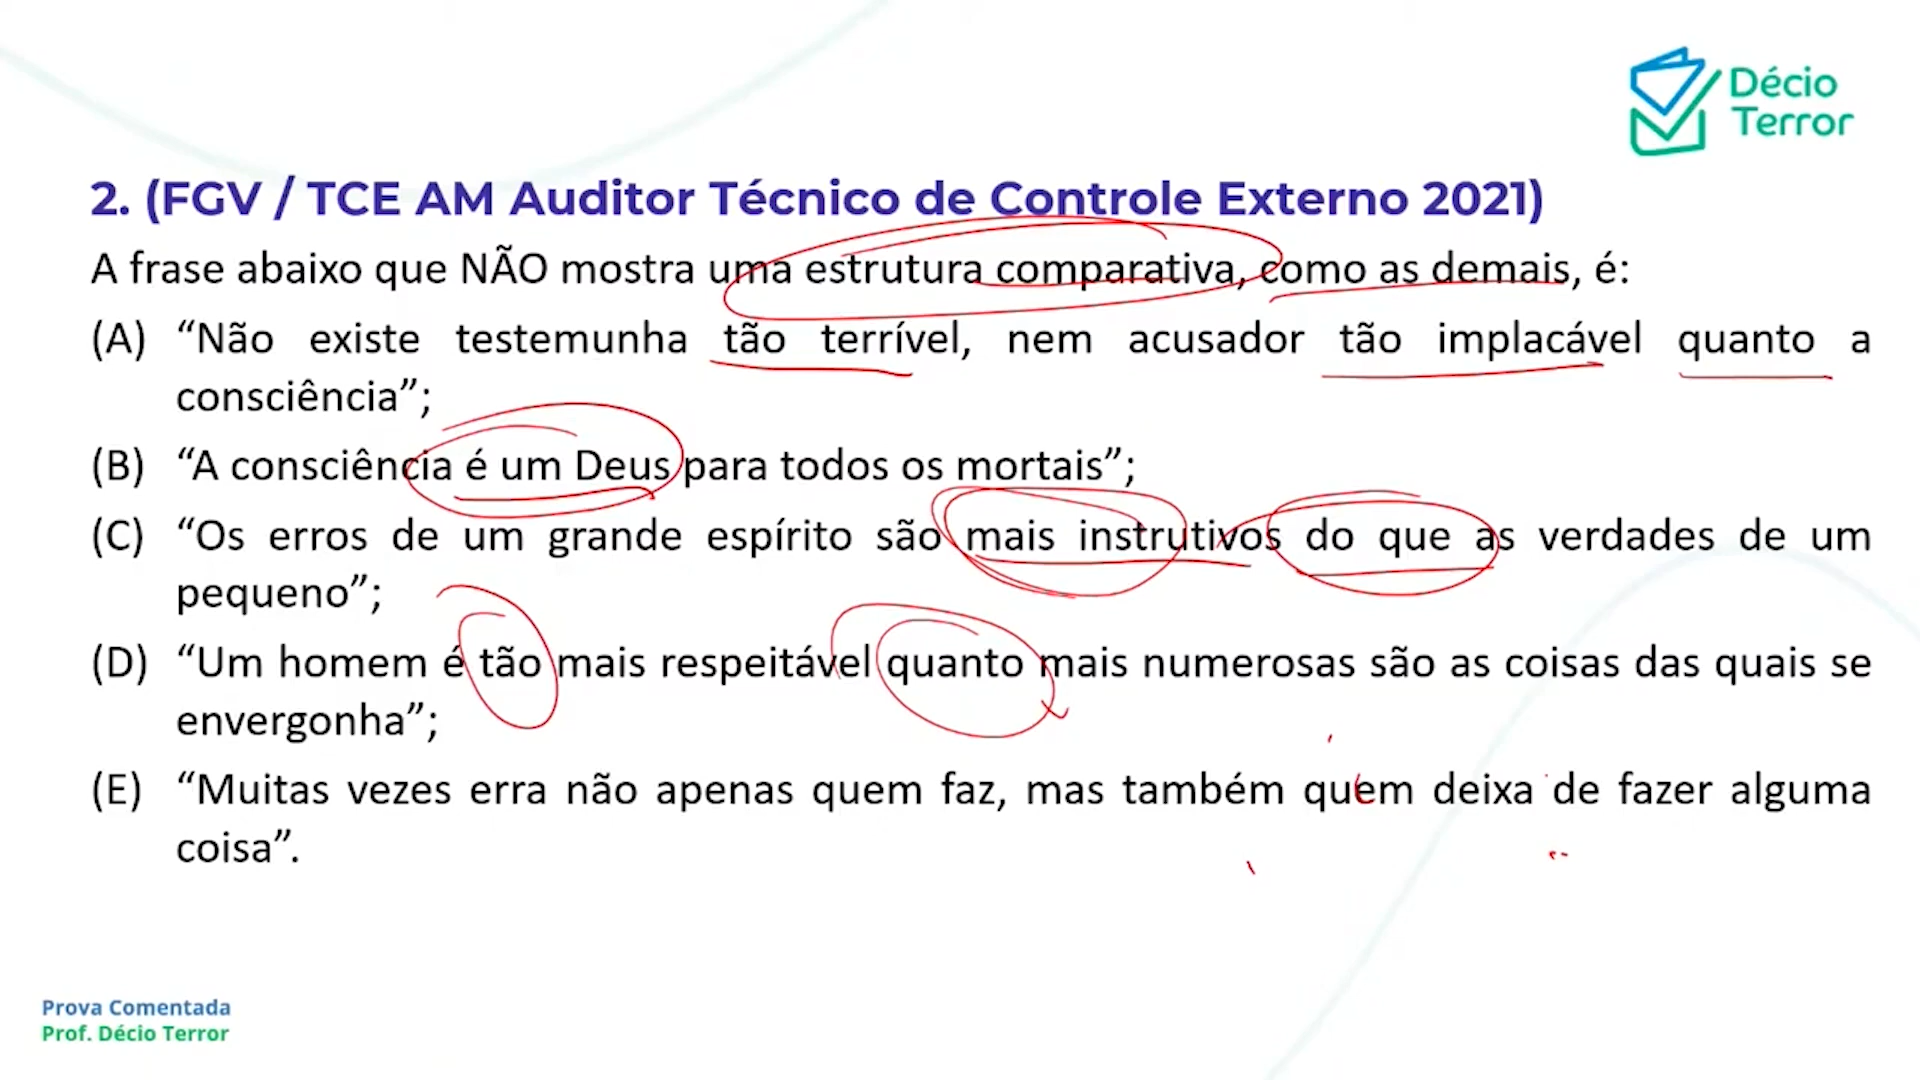 Décio
Terror
2. (FGV / TCE AM Auditor Técnico de Controle Externo 2021)
A frase abaixo que NÃO mostra uma estrutura comparativa, como as demais, é:
(A) “Não existe testemunha tão terrível, nem acusador tão implacável quanto a
consciência”;
(B) “A consciência é um Deus para todos os mortais”;
(C) “Os erros de um grande espírito são mais instrutivos do que as verdades de um
pequeno”;
(D) “Um homem é tão mais respeitável quanto mais numerosas são as coisas das quais se
envergonha”;
(E) “Muitas vezes erra não apenas quem faz, mas também quem deixa de fazer alguma
coisa”.
Prova Comentada
Prof. Décio Terror